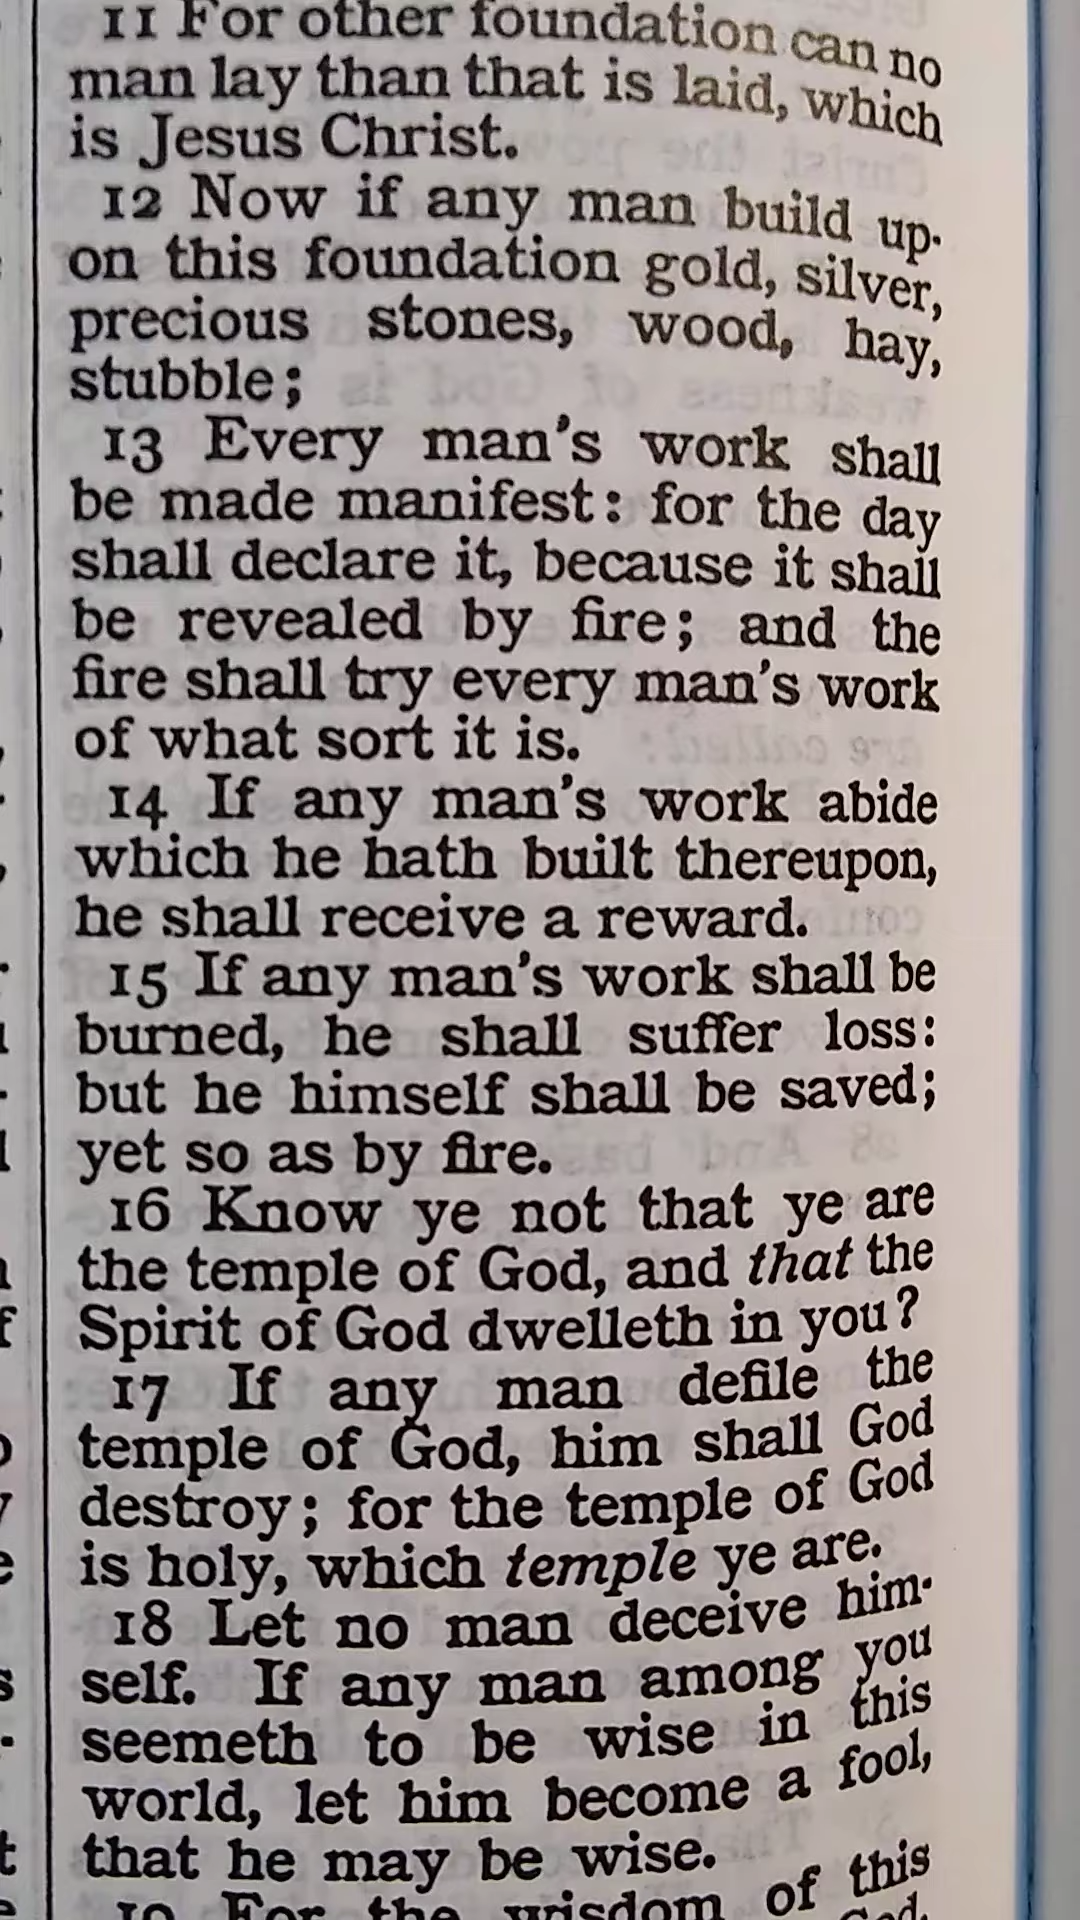 11 For other foundation can no
man lay than that is laid, which
is Jesus Christ.
12 Now if any man build up-
on this foundation gold, silver,
precious stones, wood, hay,
stubble;
13 Every man's work shall
be made manifest: for the day
shall declare it, because it shall
be revealed by fire; and the
fire shall try every man's work
of what sort it is.
14 If any man's work abide
which he hath built thereupon,
he shall receive a reward.
15 If any man's work shall be
burned, he shall suffer loss:
but he himself shall be saved;
yet so as by fire.
16 Know ye not that ye are
the temple of God, and that the
Spirit of God dwelleth in you?
17 If any man defile the
temple of God, him shall God
destroy; for the temple of God
is holy, which temple ye are.
18 Let no man deceive him-
self. If any man among you
seemeth to be wise in this
world, let him become a fool,
that he may be wise.
19 For the wisdom of this